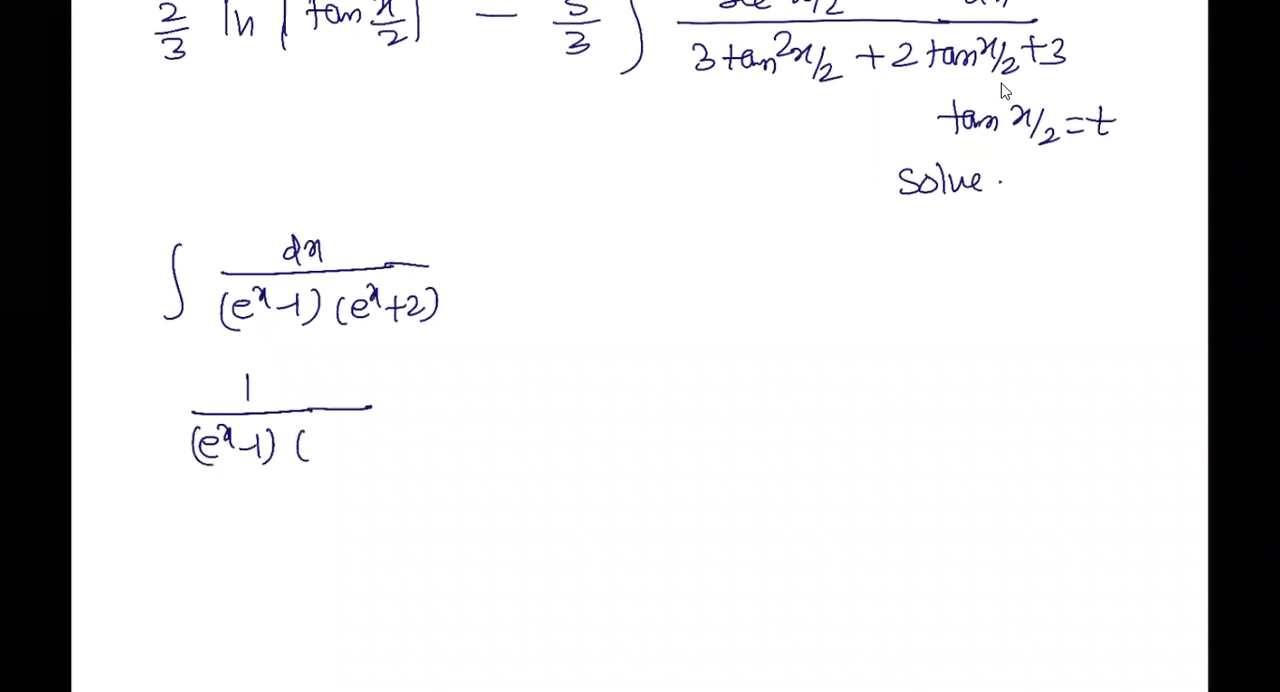 2/3 ln |tan x/2| - 5/3 ∫ dx / 3 tan²x/2 + 2 tan x/2 + 3
tan x/2 = t
Solve .
∫ dx / (eˣ-1) (eˣ+2)
1 / (eˣ-1) (